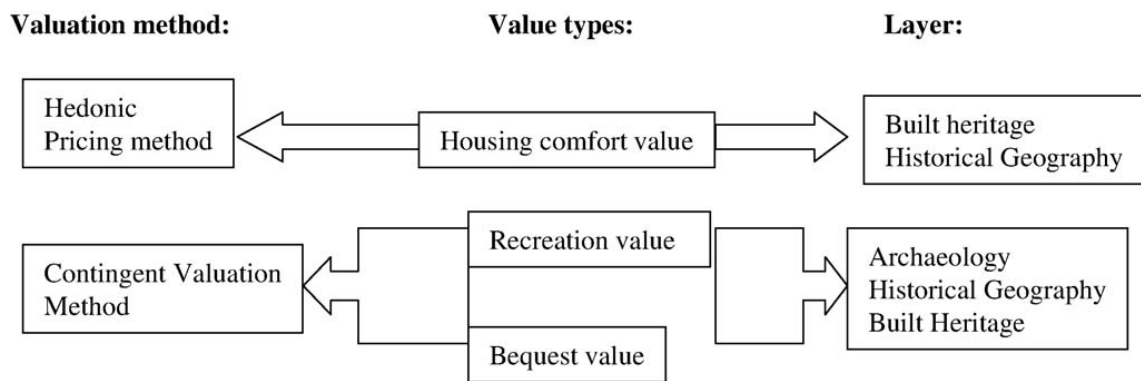 Valuation method:
Value types:
Layer:
Hedonic
Pricing method
Housing comfort value
Built heritage
Historical Geography
Recreation value
Contingent Valuation
Method
Archaeology
Historical Geography
Built Heritage
Bequest value